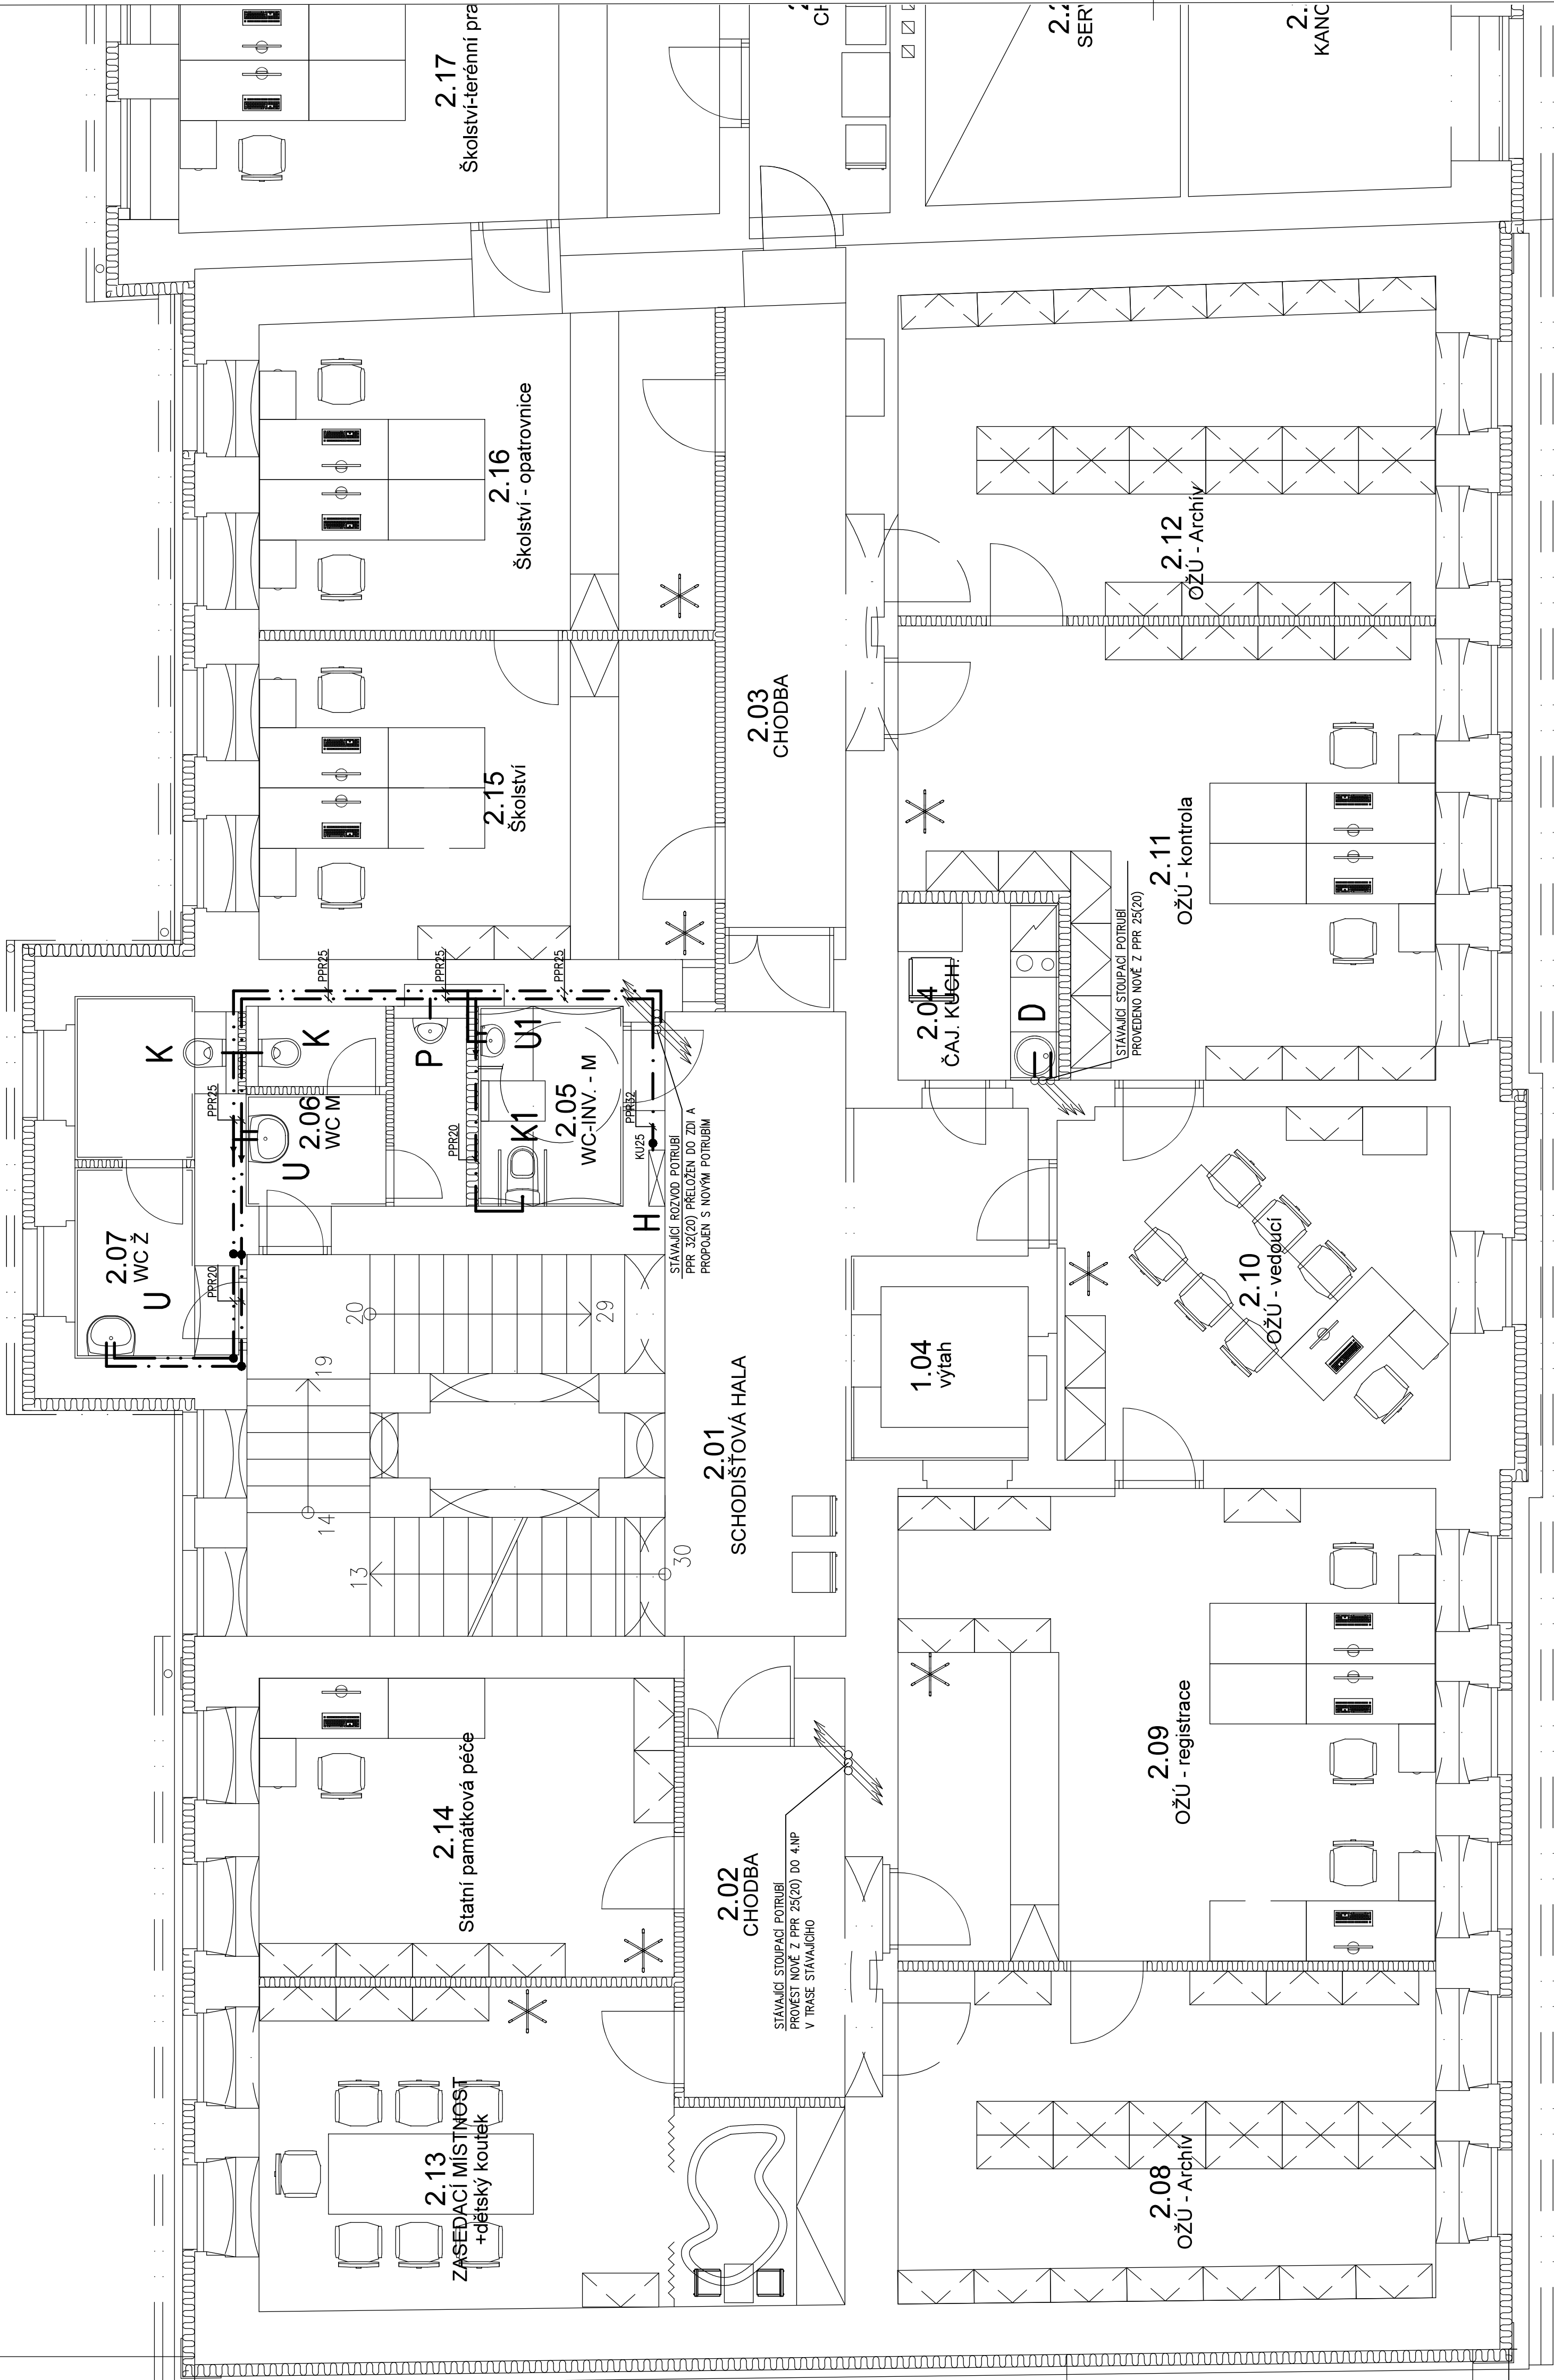 2.17
Školství-terénní pra
2.16
Školství - opatrovnice
2.15
Školství
2.03
CHODBA
2.12
OŽÚ - Archív
2.11
OŽÚ - kontrola
2.04
ČAJ. KUCH.
D
STÁVAJÍCÍ STOUPACÍ POTRUBÍ
PROVEDENO NOVĚ Z PPR 25(20)
PPR25
PPR25
PPR25
PPR25
PPR20
PPR20
PPR32
KU25
K
K
P
U1
K1
U
U
H
2.05
WC-INV. - M
2.06
WC M
2.07
WC Ž
STÁVAJÍCÍ ROZVOD POTRUBÍ
PPR 32(20) PŘELOŽEN DO ZDI A
PROPOJEN S NOVÝM POTRUBÍM
20
29
19
14
13
30
2.01
SCHODIŠŤOVÁ HALA
1.04
výtah
2.10
OŽÚ - vedoucí
2.14
Statní památková péče
2.02
CHODBA
STÁVAJÍCÍ STOUPACÍ POTRUBÍ
PROVÉST NOVĚ Z PPR 25(20) DO 4.NP
V TRASE STÁVAJÍCÍHO
2.09
OŽÚ - registrace
2.13
ZASEDACÍ MÍSTNOST
+dětský koutek
2.08
OŽÚ - Archív
CH
SER
KANC